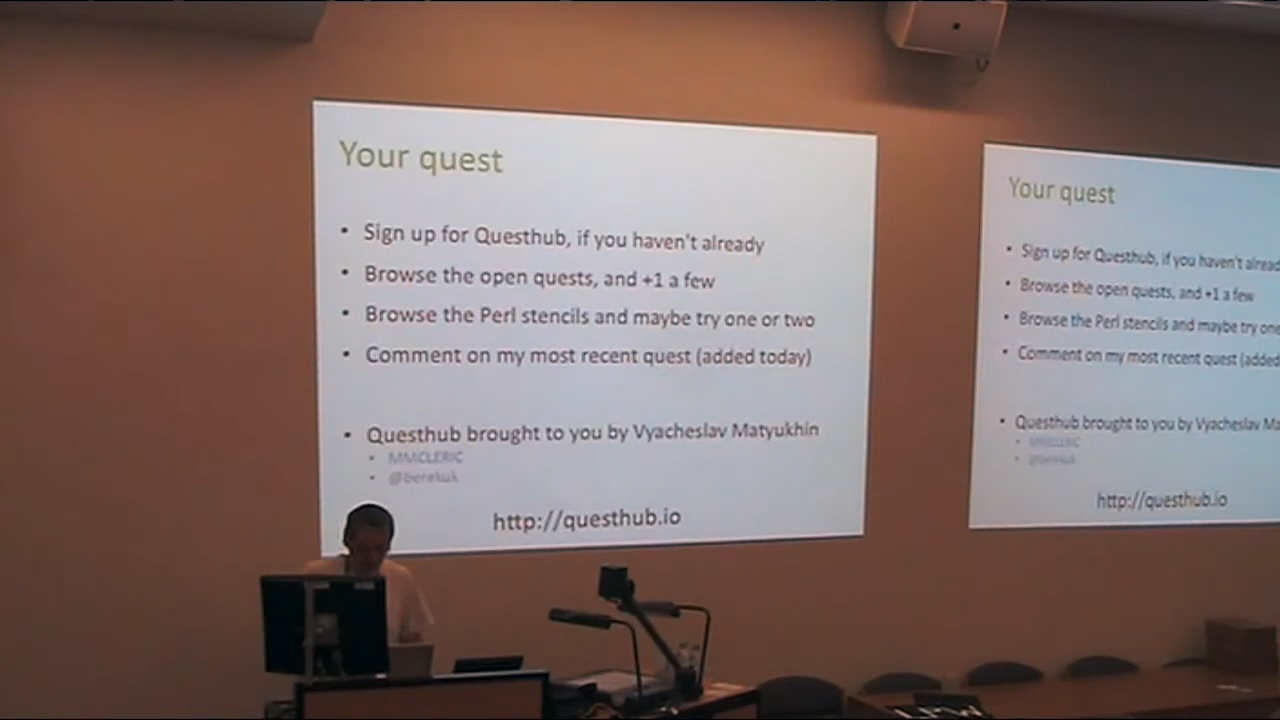 Your quest
• Sign up for Questhub, if you haven't already
• Browse the open quests, and +1 a few
• Browse the Perl stencils and maybe try one or two
• Comment on my most recent quest (added today)
• Questhub brought to you by Vyacheslav Matyukhin
• MMCLERIC
• @berekuk
http://questhub.io
Your quest
• Sign up for Questhub, if you haven't alread
• Browse the open quests, and +1 a few
• Browse the Perl stencils and maybe try one
• Comment on my most recent quest (added
• Questhub brought to you by Vyacheslav Ma
• MMCLERIC
• @berekuk
http://questhub.io